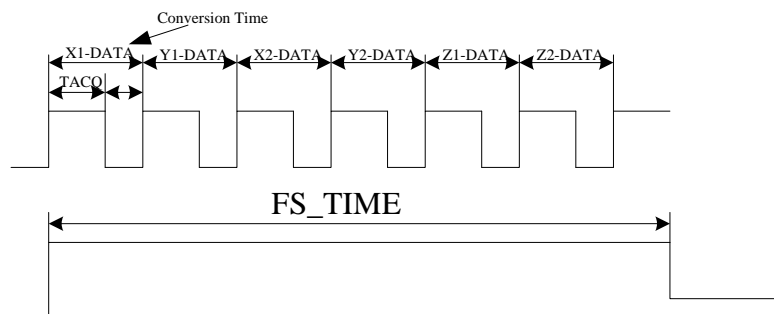 Conversion Time
X1-DATA Y1-DATA X2-DATA Y2-DATA Z1-DATA Z2-DATA
TACQ
FS_TIME